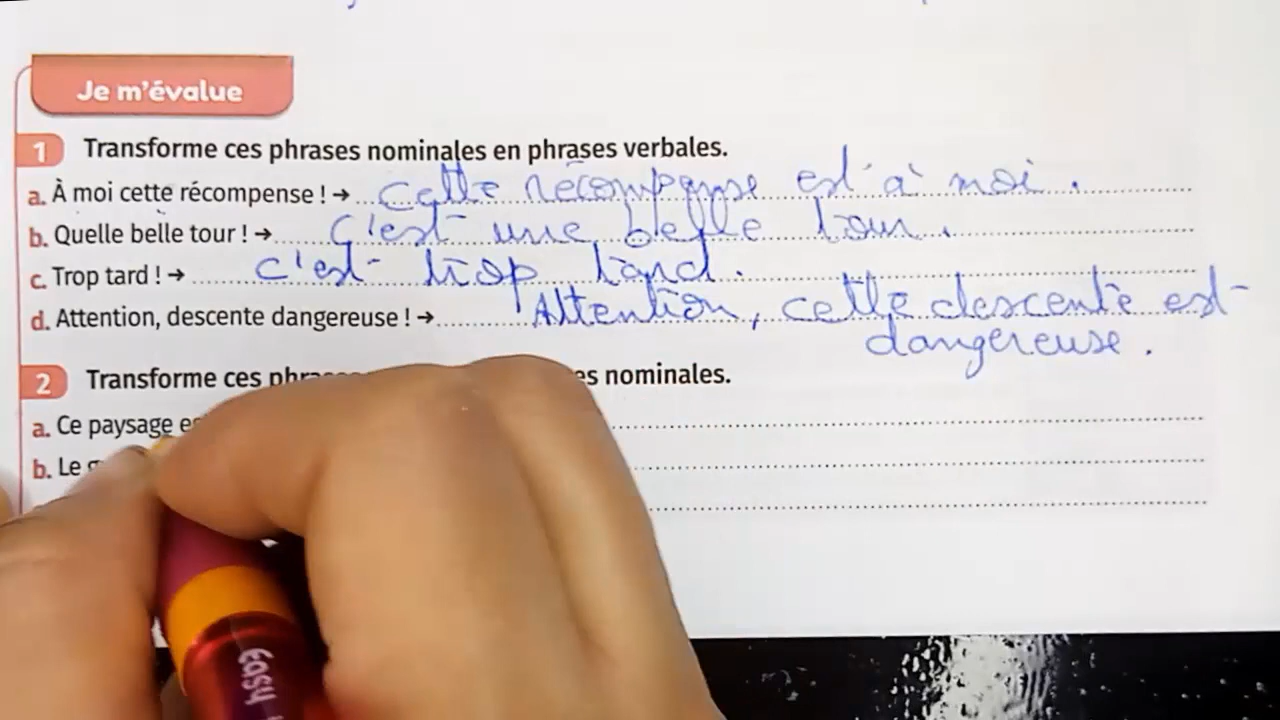 Je m'évalue
1 Transforme ces phrases nominales en phrases verbales.
a. À moi cette récompense ! → cette récompense est à moi.
b. Quelle belle tour ! → C'est une belle tour.
c. Trop tard ! → C'est trop tard.
d. Attention, descente dangereuse ! → Attention, cette descente est
dangereuse.
2 Transforme ces nominales.
a. Ce paysage
b. Le
Easy